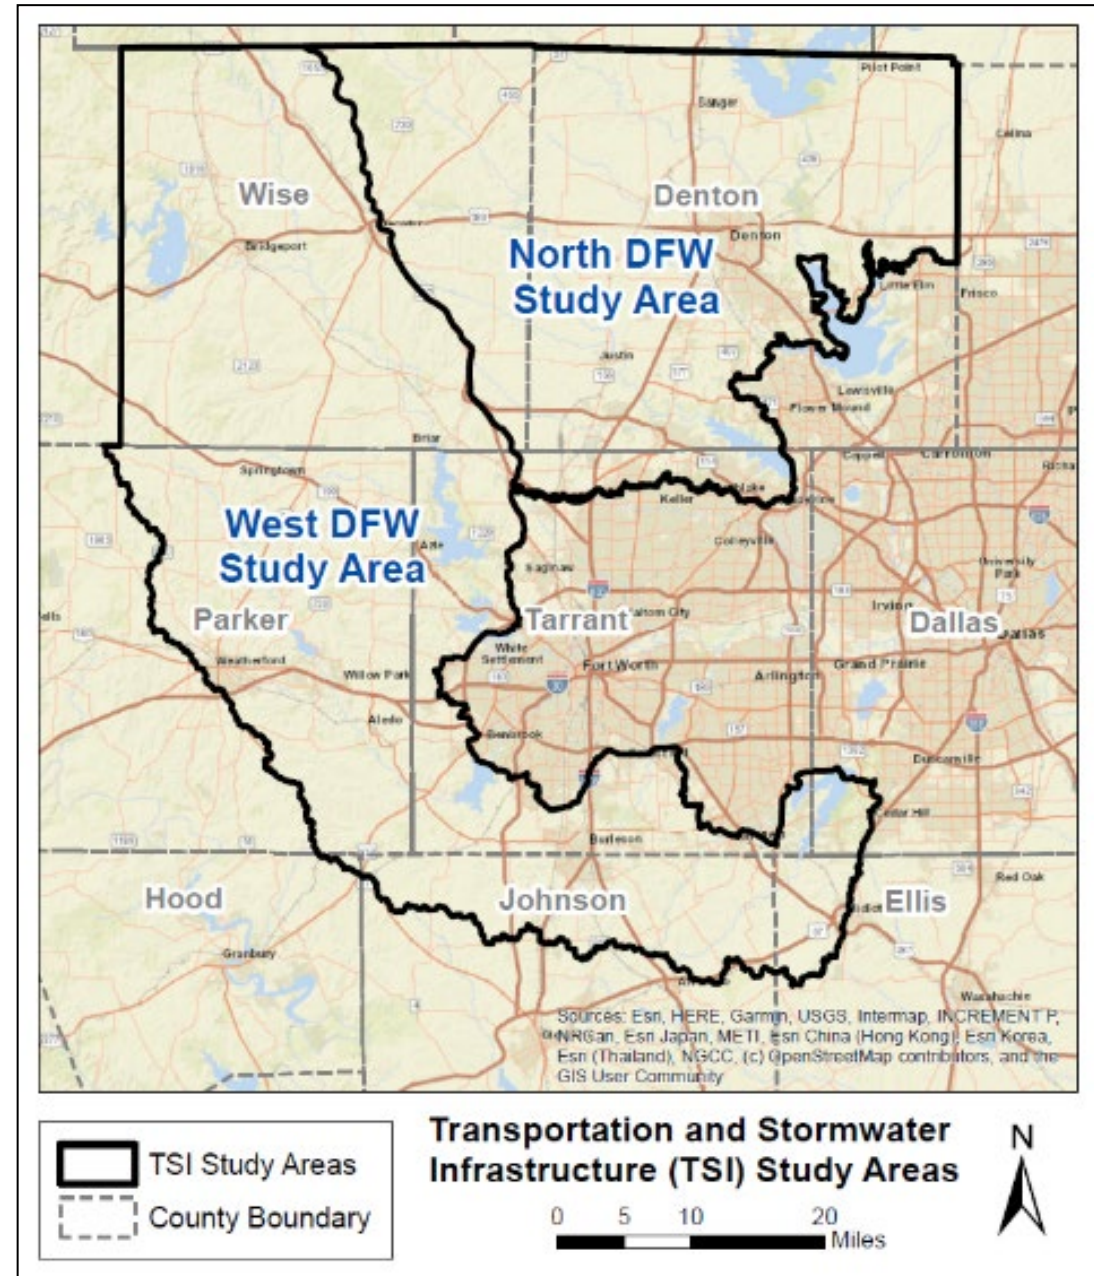 Pilot Point
Sanger
Celina
Wise
Denton
Bridgeport
Denton
North DFW
Study Area
Little Elm
Frisco
Justin
Lewisville
Flower Mound
Briar
Coppell
Carrollton
Springtown
Keller
West DFW
Study Area
Azle
Colleyville
Saginaw
University
Park
Parker
Tarrant
Irving
Dallas
Dallas
White
Settlement
Weatherford
Willow Park
Fort Worth
Grand Prairie
Arlington
Aledo
Benbrook
Duncanville
Cedar Hill
Burleson
Red Oak
Hood
Johnson
Ellis
Granbury
Waxahachie
Sources: Esri, HERE, Garmin, USGS, Intermap, INCREMENT P,
NRCan, Esri Japan, METI, Esri China (Hong Kong), Esri Korea,
Esri (Thailand), NGCC, (c) OpenStreetMap contributors, and the
GIS User Community
TSI Study Areas
County Boundary
Transportation and Stormwater
Infrastructure (TSI) Study Areas
0 5 10 20
Miles
N